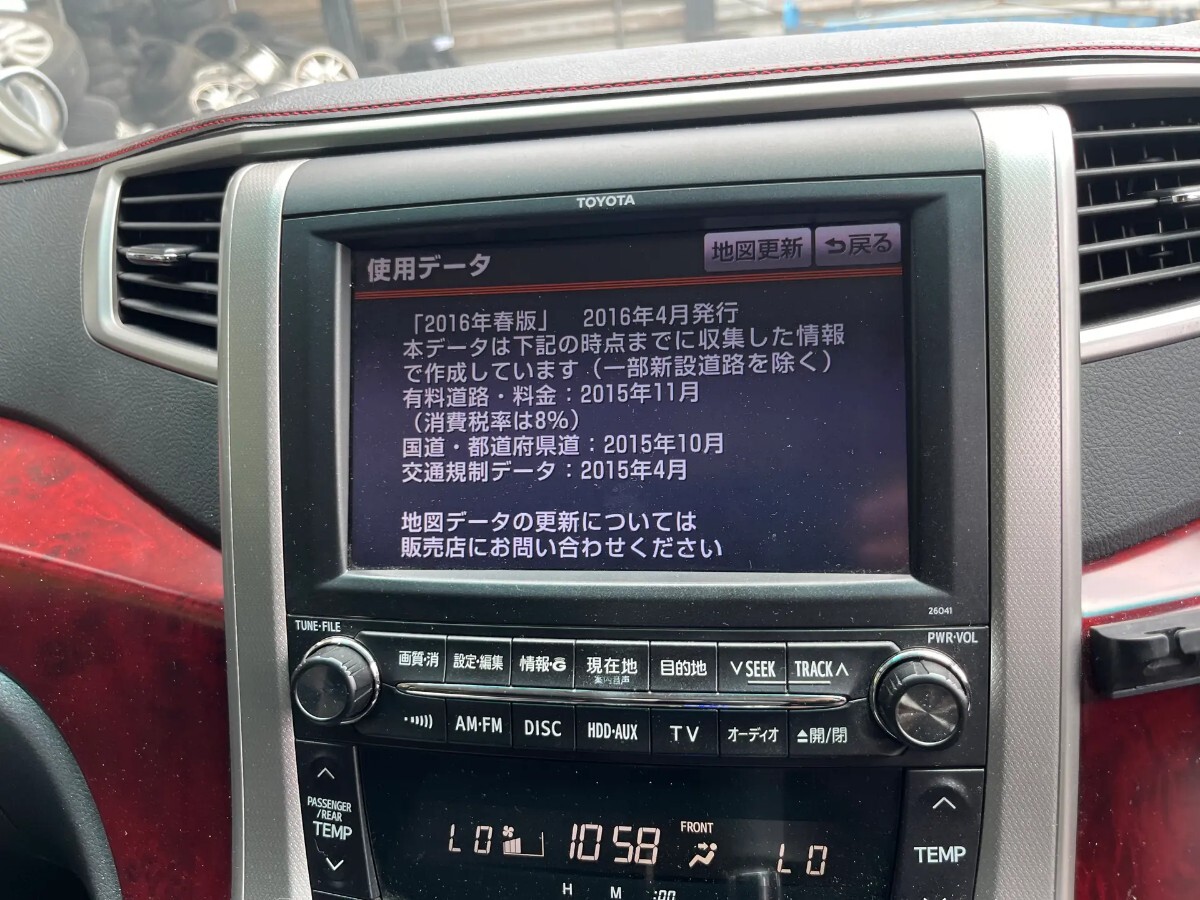 TOYOTA
使用データ
地図更新
戻る
「2016年春版」 2016年4月発行
本データは下記の時点までに収集した情報
で作成しています（一部新設道路を除く）
有料道路・料金：2015年11月
（消費税率は8%）
国道・都道府県道：2015年10月
交通規制データ：2015年4月
地図データの更新については
販売店にお問い合わせください
26041
TUNE・FILE
PWR・VOL
画質・消
設定・編集
情報・G
現在地
案内音声
目的地
∨ SEEK
TRACK ∧
AM・FM
DISC
HDD・AUX
TV
オーディオ
⏏開/閉
PASSENGER
/REAR
TEMP
LO
10:58
FRONT
LO
TEMP
H
M
:00